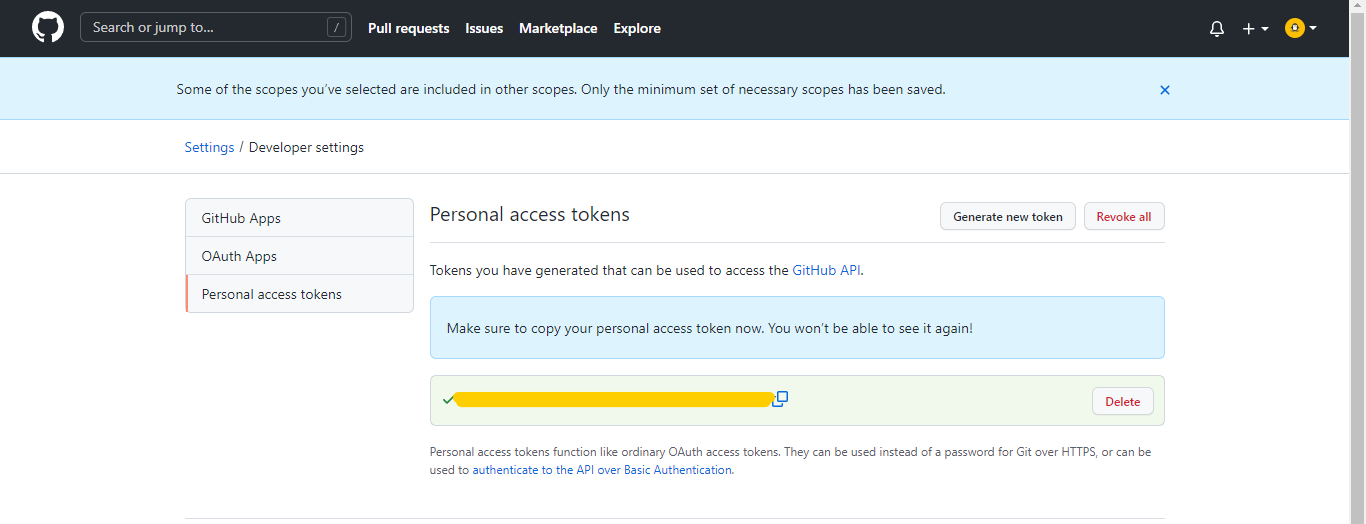 Search or jump to... /
Pull requests
Issues
Marketplace
Explore
Some of the scopes you've selected are included in other scopes. Only the minimum set of necessary scopes has been saved.
Settings / Developer settings
GitHub Apps
OAuth Apps
Personal access tokens
Personal access tokens
Generate new token
Revoke all
Tokens you have generated that can be used to access the GitHub API.
Make sure to copy your personal access token now. You won't be able to see it again!
Delete
Personal access tokens function like ordinary OAuth access tokens. They can be used instead of a password for Git over HTTPS, or can be
used to authenticate to the API over Basic Authentication.